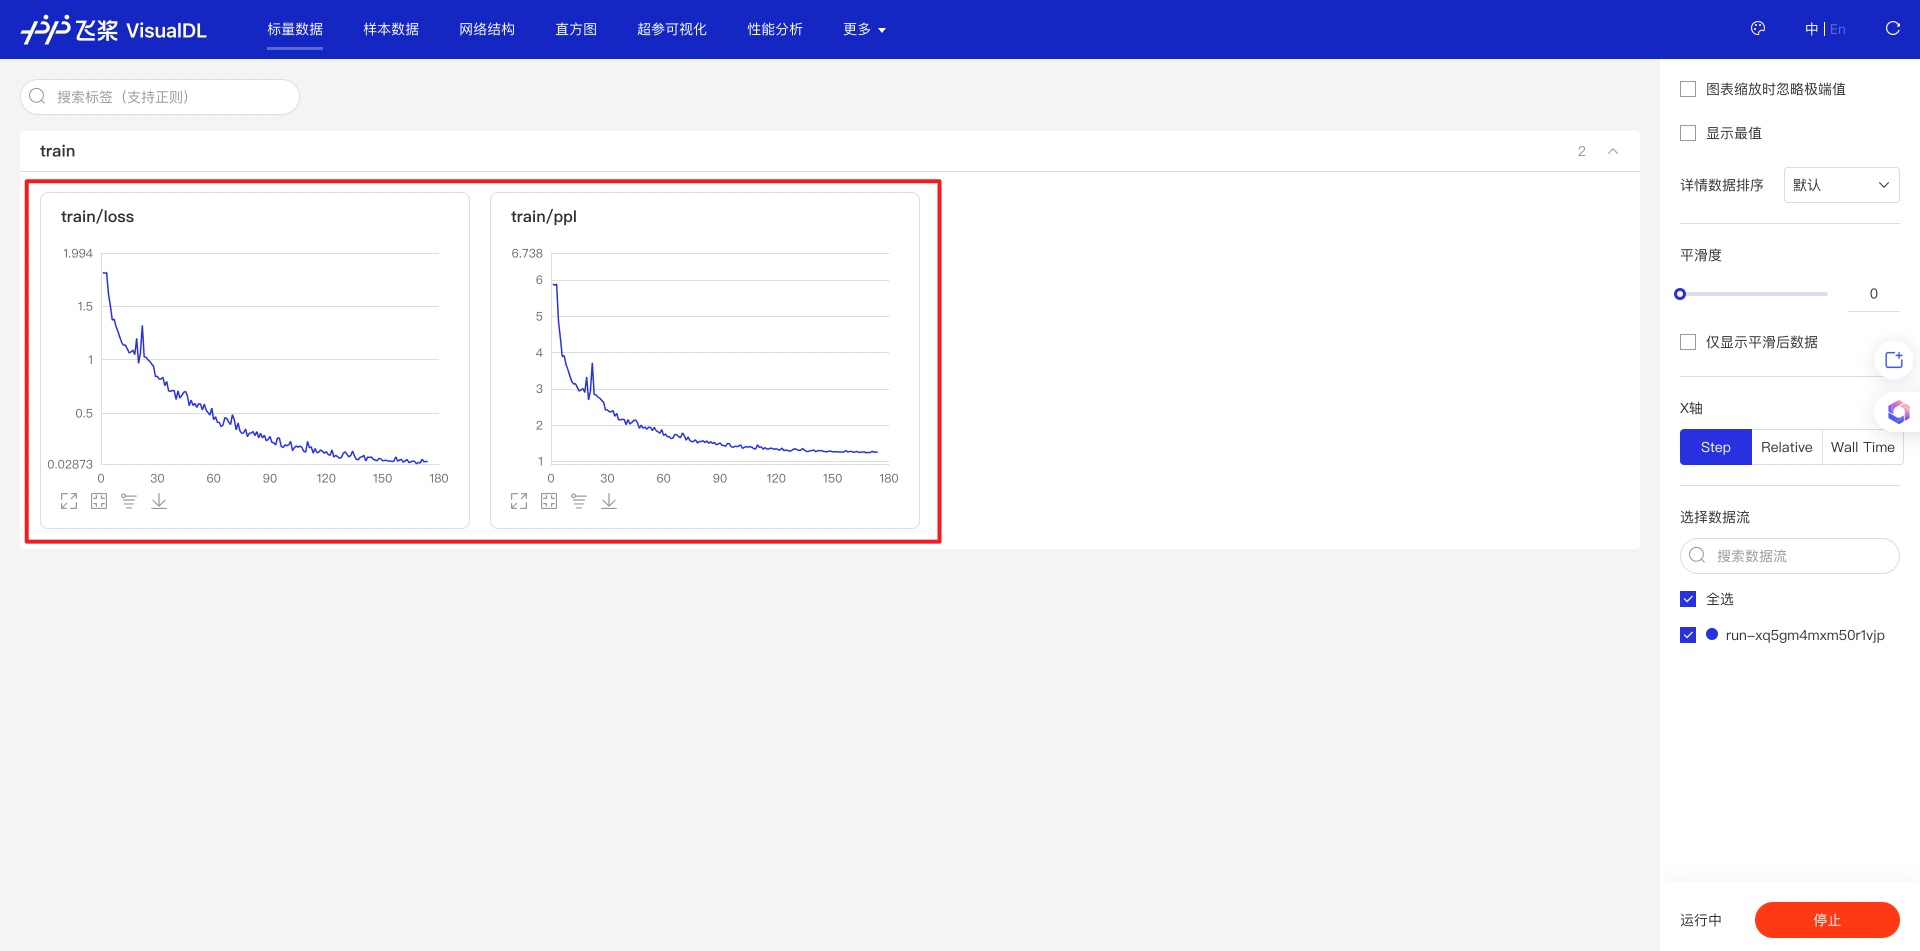 飞桨 VisualDL 标量数据 样本数据 网络结构 直方图 超参可视化 性能分析 更多 中 | En
搜索标签（支持正则）
train 2
train/loss
1.994
1.5
1
0.5
0.02873
0 30 60 90 120 150 180
train/ppl
6.738
6
5
4
3
2
1
0 30 60 90 120 150 180
图表缩放时忽略极端值
显示最值
详情数据排序 默认
平滑度
0
仅显示平滑后数据
X轴
Step Relative Wall Time
选择数据流
搜索数据流
全选
run-xq5gm4mxm50r1vjp
运行中 停止